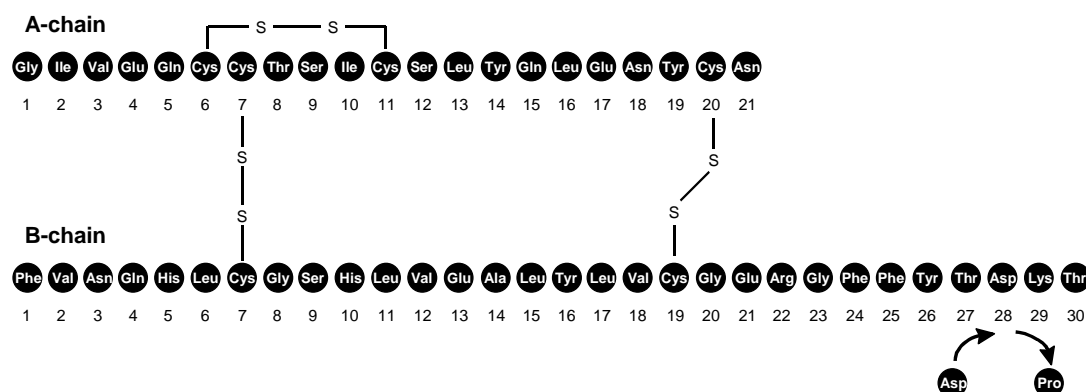 A-chain
S S
Gly Ile Val Glu Gln Cys Cys Thr Ser Ile Cys Ser Leu Tyr Gln Leu Glu Asn Tyr Cys Asn
1 2 3 4 5 6 7 8 9 10 11 12 13 14 15 16 17 18 19 20 21
S S
S S
B-chain
Phe Val Asn Gln His Leu Cys Gly Ser His Leu Val Glu Ala Leu Tyr Leu Val Cys Gly Glu Arg Gly Phe Phe Tyr Thr Asp Lys Thr
1 2 3 4 5 6 7 8 9 10 11 12 13 14 15 16 17 18 19 20 21 22 23 24 25 26 27 28 29 30
Asp Pro